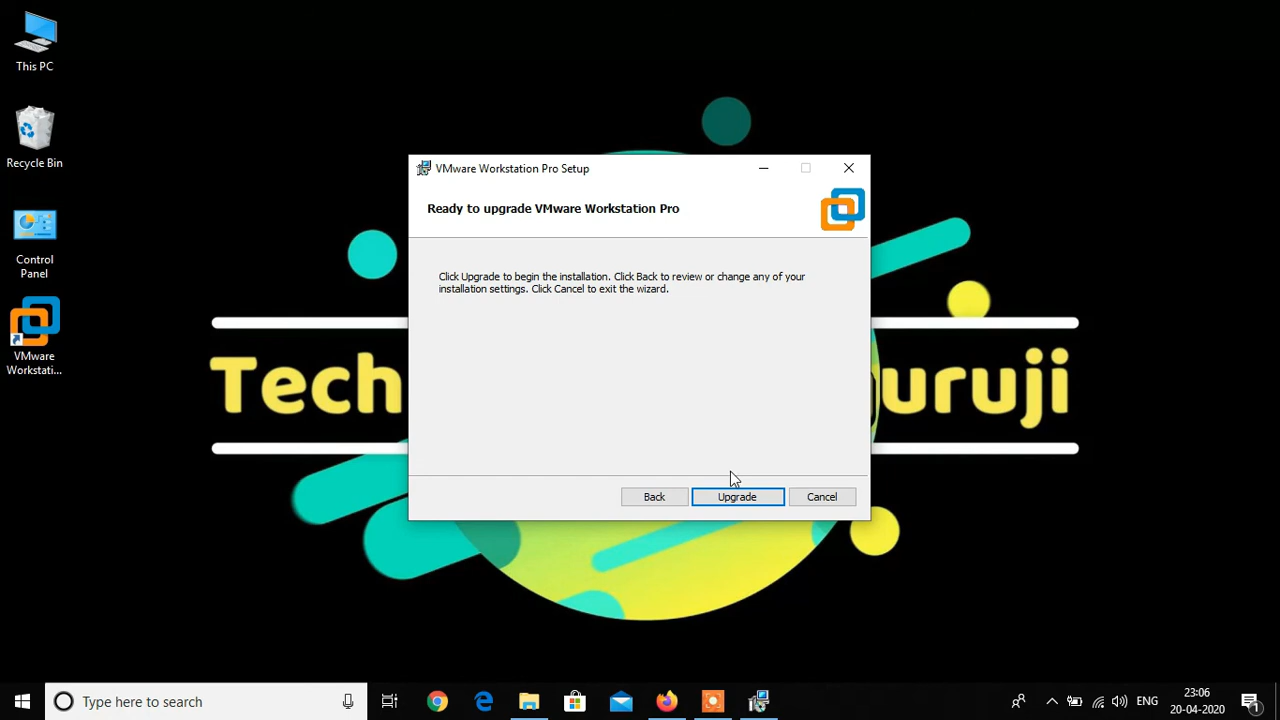 This PC
Recycle Bin
Control
Panel
VMware
Workstati...
VMware Workstation Pro Setup
Ready to upgrade VMware Workstation Pro
Click Upgrade to begin the installation. Click Back to review or change any of your
installation settings. Click Cancel to exit the wizard.
Back
Upgrade
Cancel
Tech
uruji
Type here to search
ENG
23:06
20-04-2020
1